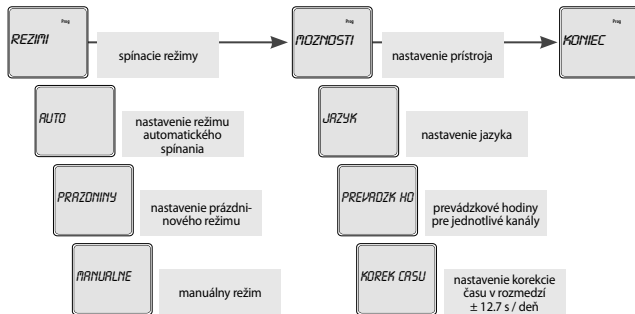 Prog
REZIMI
spínacie režimy
Prog
MOZNOSTI
nastavenie prístroja
Prog
KONIEC
AUTO
nastavenie režimu
automatického
spínania
JAZYK
nastavenie jazyka
PRAZDNINY
nastavenie prázdni-
nového režimu
PREVADZK HO
prevádzkové hodiny
pre jednotlivé kanály
MANUALNE
manuálny režim
KOREK CASU
nastavenie korekcie
času v rozmedzí
± 12.7 s / deň